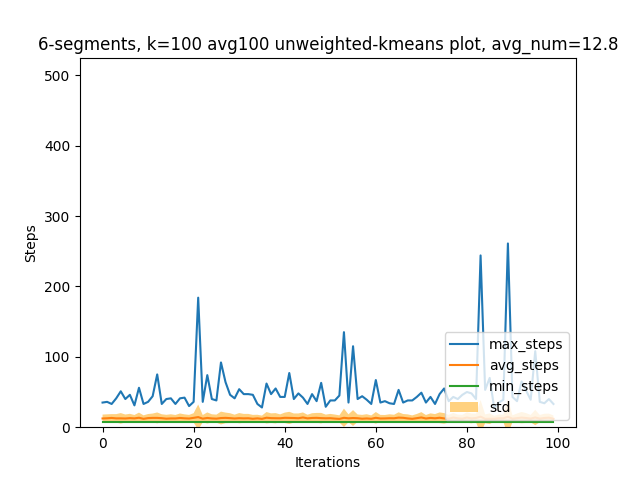 6-segments, k=100 avg100 unweighted-kmeans plot, avg_num=12.8
500
400
300
200
100
0
Steps
max_steps
avg_steps
min_steps
std
0
20
40
60
80
100
Iterations